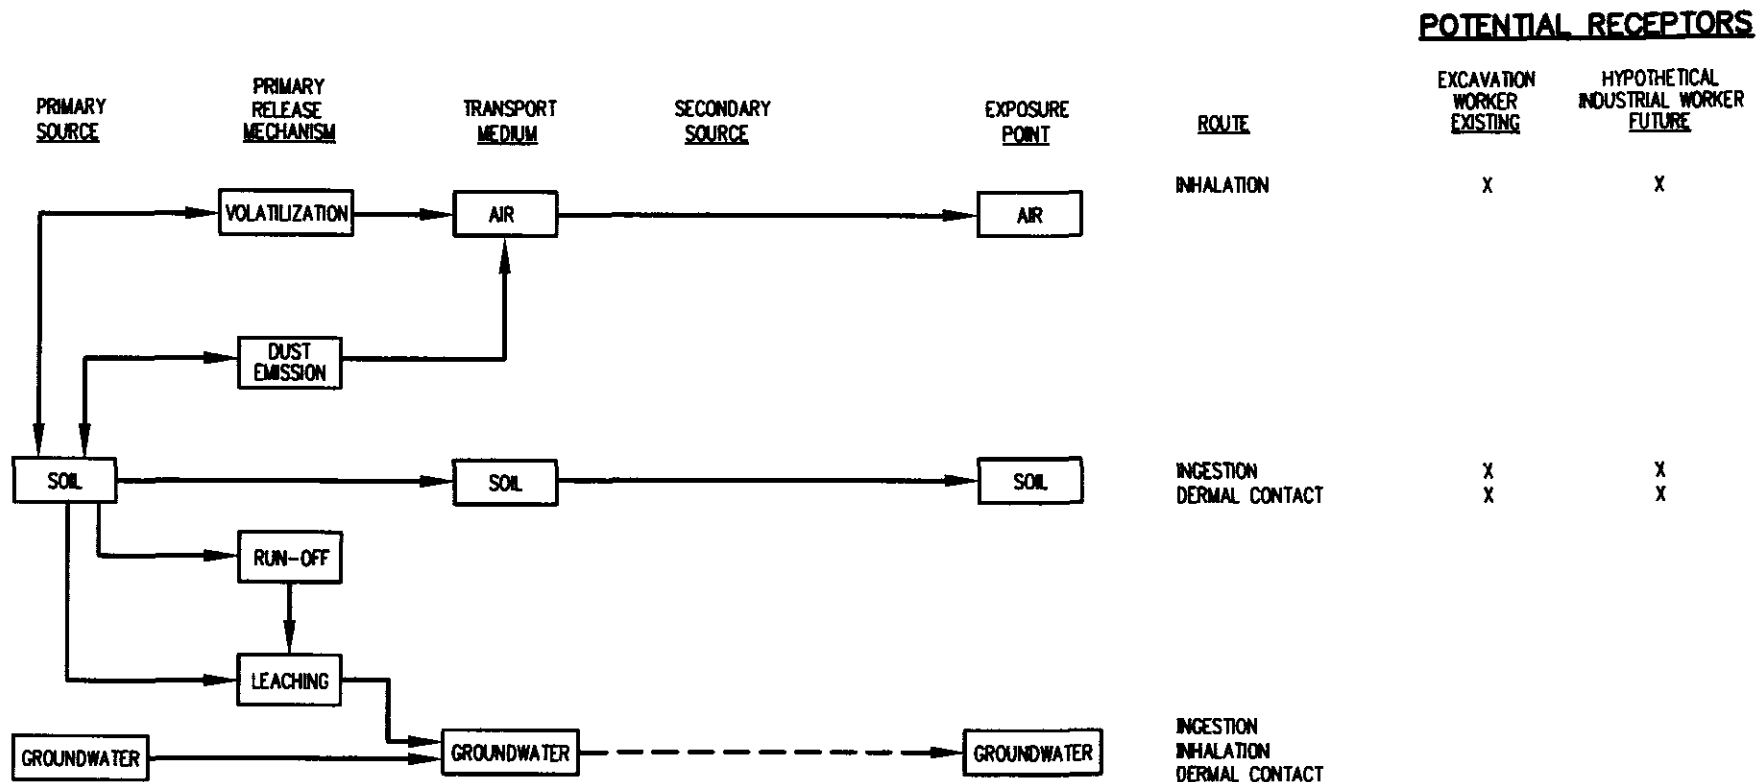 POTENTIAL RECEPTORS
PRIMARY
SOURCE
PRIMARY
RELEASE
MECHANISM
TRANSPORT
MEDIUM
SECONDARY
SOURCE
EXPOSURE
POINT
ROUTE
EXCAVATION
WORKER
EXISTING
HYPOTHETICAL
INDUSTRIAL WORKER
FUTURE
VOLATILIZATION
AIR
AIR
INHALATION
X
X
DUST
EMISSION
SOIL
SOIL
SOIL
INGESTION
X
X
DERMAL CONTACT
X
X
RUN-OFF
LEACHING
GROUNDWATER
GROUNDWATER
GROUNDWATER
INGESTION
INHALATION
DERMAL CONTACT